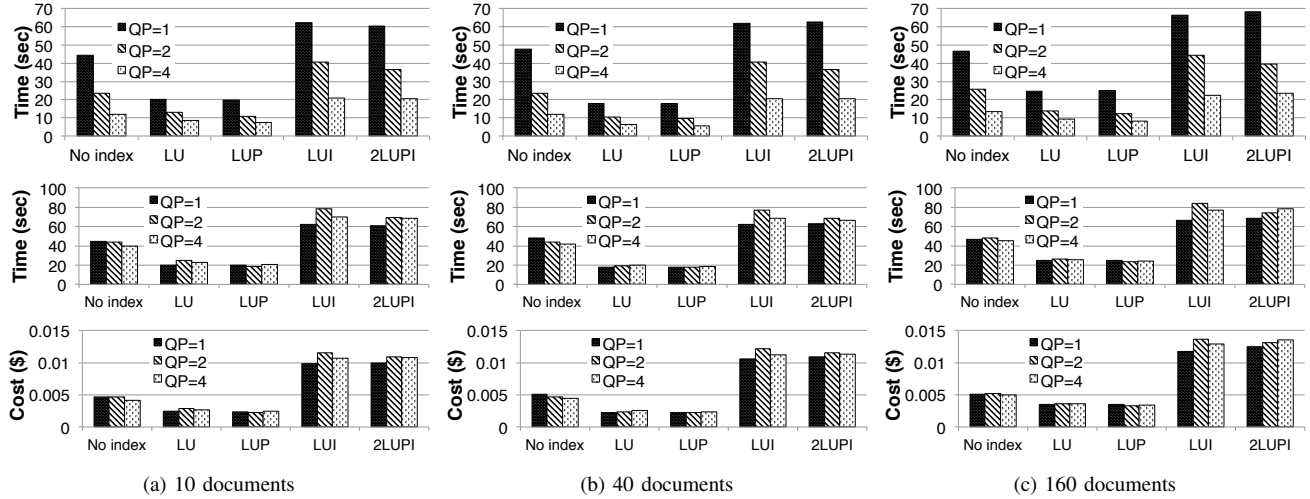 70
60
50
40
30
20
10
0
Time (sec)
QP=1
QP=2
QP=4
No index LU LUP LUI 2LUPI
100
80
60
40
20
0
Time (sec)
QP=1
QP=2
QP=4
No index LU LUP LUI 2LUPI
0.015
0.01
0.005
0
Cost ($)
QP=1
QP=2
QP=4
No index LU LUP LUI 2LUPI
(a) 10 documents
70
60
50
40
30
20
10
0
Time (sec)
QP=1
QP=2
QP=4
No index LU LUP LUI 2LUPI
100
80
60
40
20
0
Time (sec)
QP=1
QP=2
QP=4
No index LU LUP LUI 2LUPI
0.015
0.01
0.005
0
Cost ($)
QP=1
QP=2
QP=4
No index LU LUP LUI 2LUPI
(b) 40 documents
70
60
50
40
30
20
10
0
Time (sec)
QP=1
QP=2
QP=4
No index LU LUP LUI 2LUPI
100
80
60
40
20
0
Time (sec)
QP=1
QP=2
QP=4
No index LU LUP LUI 2LUPI
0.015
0.01
0.005
0
Cost ($)
QP=1
QP=2
QP=4
No index LU LUP LUI 2LUPI
(c) 160 documents